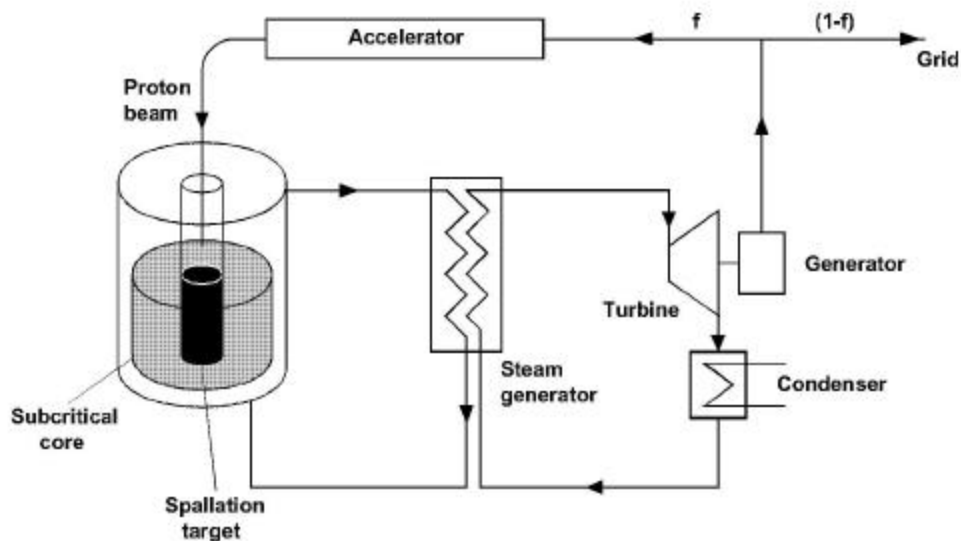 f
(1-f)
Accelerator
Grid
Proton
beam
Generator
Turbine
Steam
generator
Condenser
Subcritical
core
Spallation
target